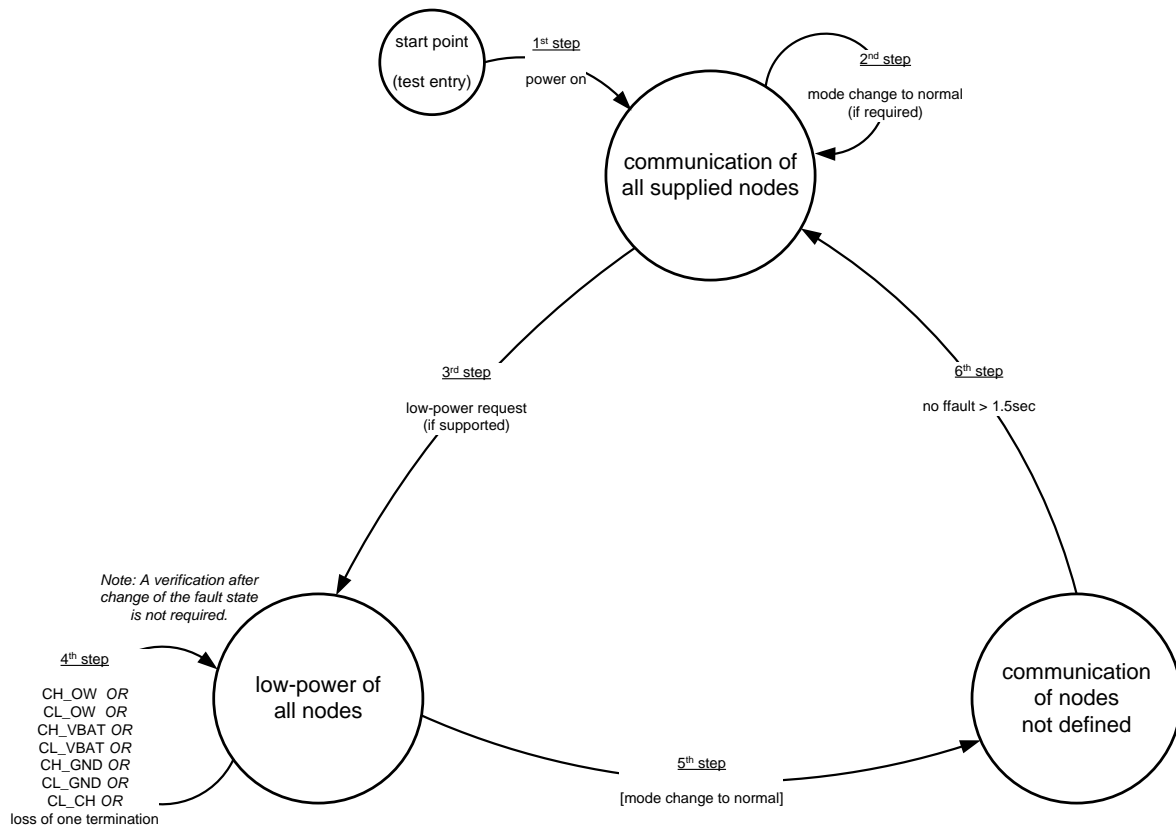 start point
(test entry)
1st step
power on
2nd step
mode change to normal
(if required)
communication of
all supplied nodes
3rd step
low-power request
(if supported)
6th step
no ffault > 1.5sec
Note: A verification after
change of the fault state
is not required.
4th step
CH_OW OR
CL_OW OR
CH_VBAT OR
CL_VBAT OR
CH_GND OR
CL_GND OR
CL_CH OR
loss of one termination
low-power of
all nodes
5th step
[mode change to normal]
communication
of nodes
not defined